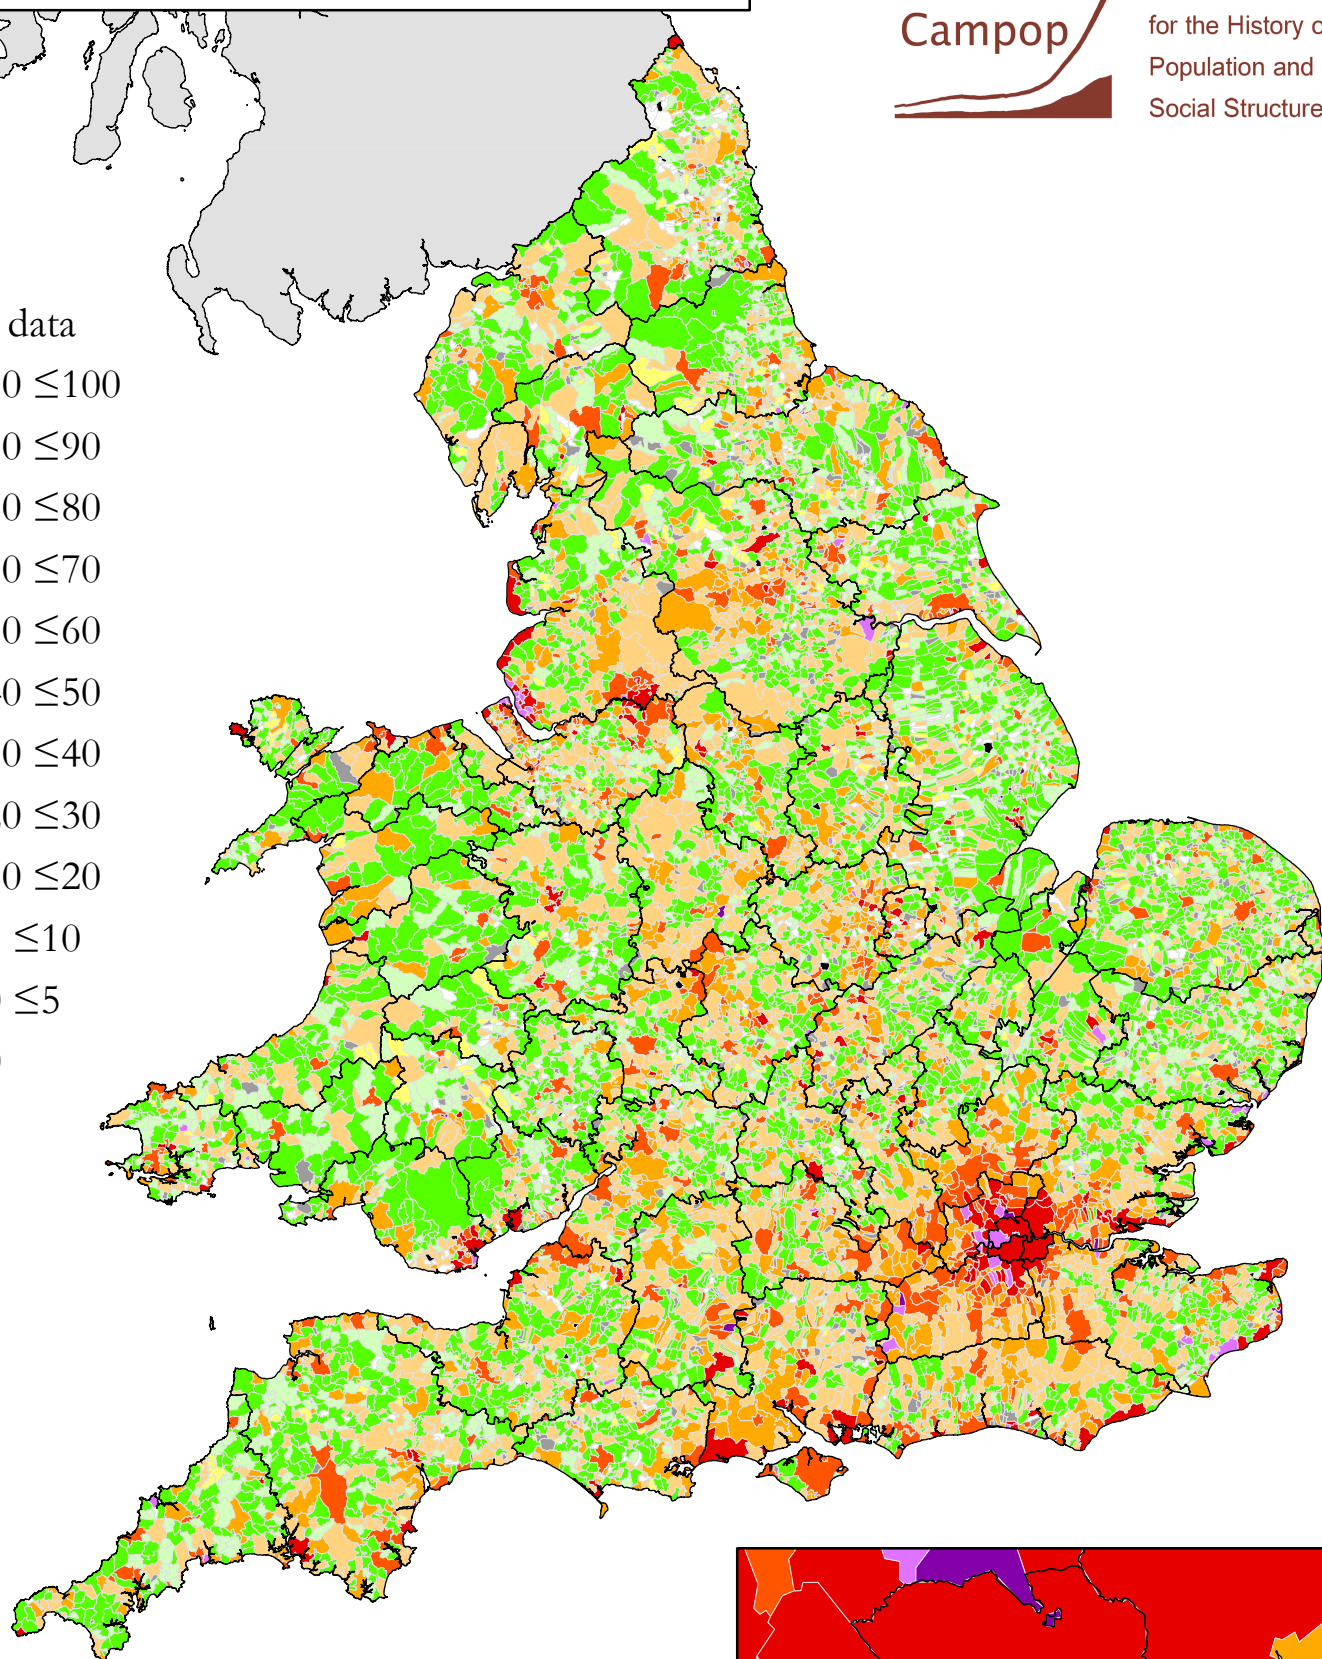 Campop
for the History o
Population and
Social Structure
data
0 ≤100
0 ≤90
0 ≤80
0 ≤70
0 ≤60
0 ≤50
0 ≤40
0 ≤30
0 ≤20
≤10
≤5